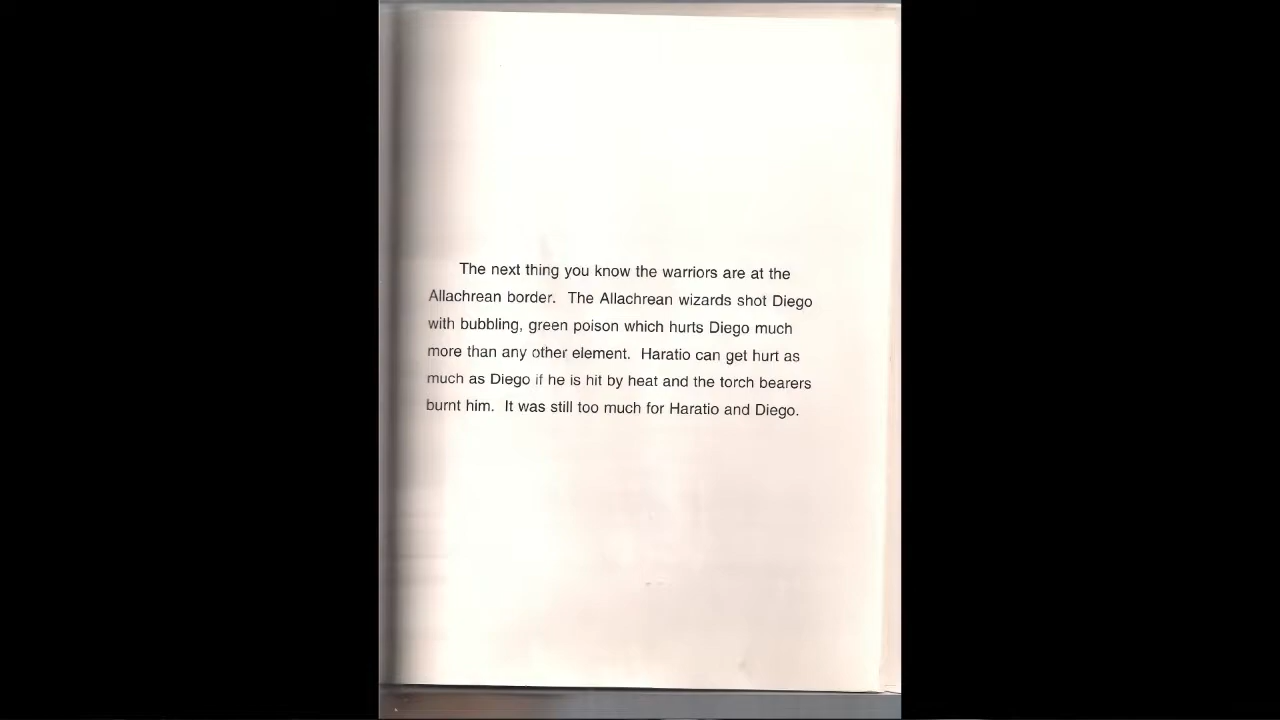 The next thing you know the warriors are at the
Allachrean border. The Allachrean wizards shot Diego
with bubbling, green poison which hurts Diego much
more than any other element. Haratio can get hurt as
much as Diego if he is hit by heat and the torch bearers
burnt him. It was still too much for Haratio and Diego.